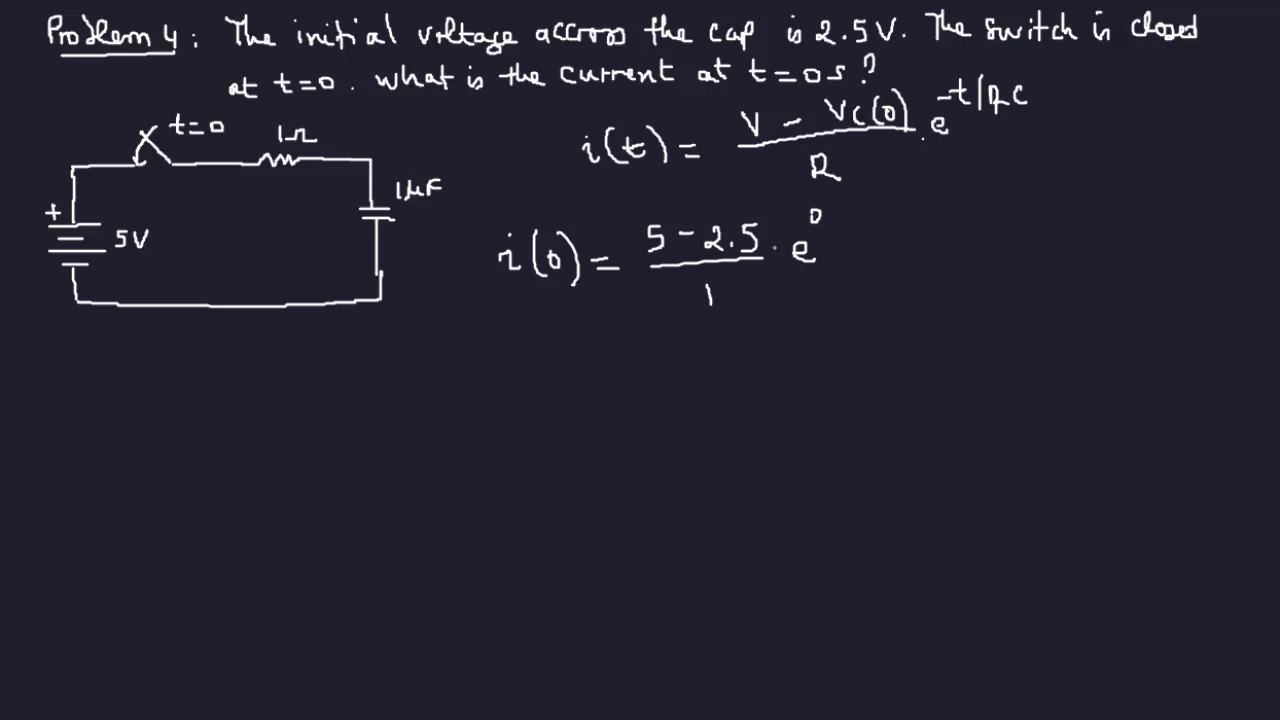 Problem 4: The initial voltage accross the cap is 2.5V. The switch is closed
at t=0. what is the current at t=0s?
t=0
1Ω
1μF
+
5V
i(t) = V - Vc(0) / R . e^-t/RC
i(0) = 5 - 2.5 / 1 . e^0